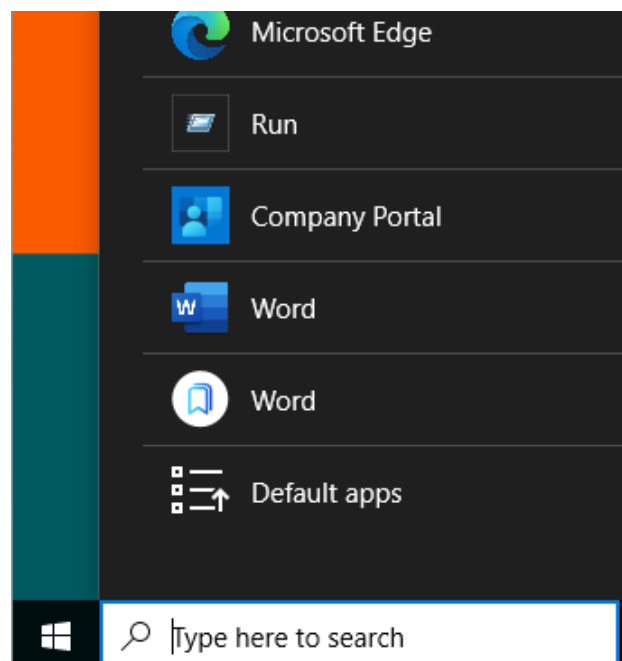 Microsoft Edge
Run
Company Portal
W Word
Word
Default apps
Type here to search